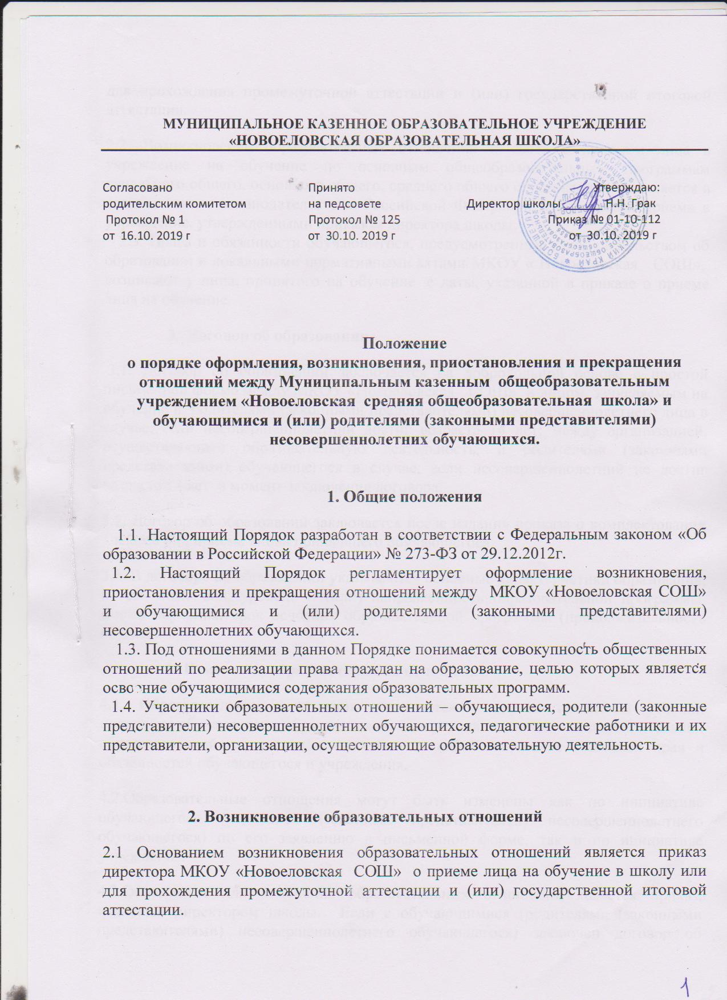 МУНИЦИПАЛЬНОЕ КАЗЕННОЕ ОБРАЗОВАТЕЛЬНОЕ УЧРЕЖДЕНИЕ
«НОВОЕЛОВСКАЯ ОБРАЗОВАТЕЛЬНАЯ ШКОЛА»
Согласовано Принято Утверждаю:
родительским комитетом на педсовете Директор школы Н.Н. Грак
Протокол № 1 Протокол № 125 Приказ № 01-10-112
от 16.10. 2019 г от 30.10. 2019 г от 30.10. 2019 г
Положение
о порядке оформления, возникновения, приостановления и прекращения
отношений между Муниципальным казенным общеобразовательным
учреждением «Новоеловская средняя общеобразовательная школа» и
обучающимися и (или) родителями (законными представителями)
несовершеннолетних обучающихся.
1. Общие положения
1.1. Настоящий Порядок разработан в соответствии с Федеральным законом «Об
образовании в Российской Федерации» № 273-ФЗ от 29.12.2012г.
1.2. Настоящий Порядок регламентирует оформление возникновения,
приостановления и прекращения отношений между МКОУ «Новоеловская СОШ»
и обучающимися и (или) родителями (законными представителями)
несовершеннолетних обучающихся.
1.3. Под отношениями в данном Порядке понимается совокупность общественных
отношений по реализации права граждан на образование, целью которых является
освоение обучающимися содержания образовательных программ.
1.4. Участники образовательных отношений – обучающиеся, родители (законные
представители) несовершеннолетних обучающихся, педагогические работники и их
представители, организации, осуществляющие образовательную деятельность.
2. Возникновение образовательных отношений
2.1 Основанием возникновения образовательных отношений является приказ
директора МКОУ «Новоеловская СОШ» о приеме лица на обучение в школу или
для прохождения промежуточной аттестации и (или) государственной итоговой
аттестации.
1